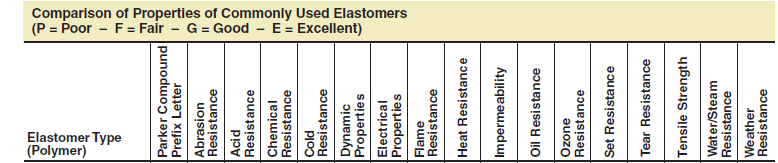 Comparison of Properties of Commonly Used Elastomers
(P = Poor – F = Fair – G = Good – E = Excellent)
Elastomer Type
(Polymer)
Parker Compound
Prefix Letter
Abrasion
Resistance
Acid
Resistance
Chemical
Resistance
Cold
Resistance
Dynamic
Properties
Electrical
Properties
Flame
Resistance
Heat Resistance
Impermeability
Oil Resistance
Ozone
Resistance
Set Resistance
Tear Resistance
Tensile Strength
Water/Steam
Resistance
Weather
Resistance